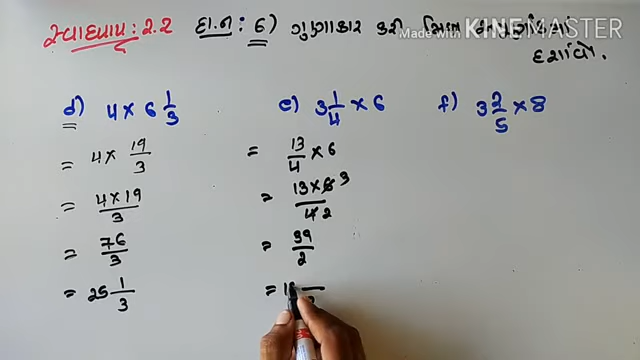 સ્વાધ્યાય: 2.2 દા.નં: 6) ગુણાકાર કરી મિશ્ર
દર્શાવો.
Made With KINEMASTER
d) 4 × 6 1/3 e) 3 1/4 × 6 f) 3 2/5 × 8
= 4 × 19/3 = 13/4 × 6
= 4 × 19/3 = 13 × 6 3/4 2
= 76/3 = 39/2
= 25 1/3 = 1